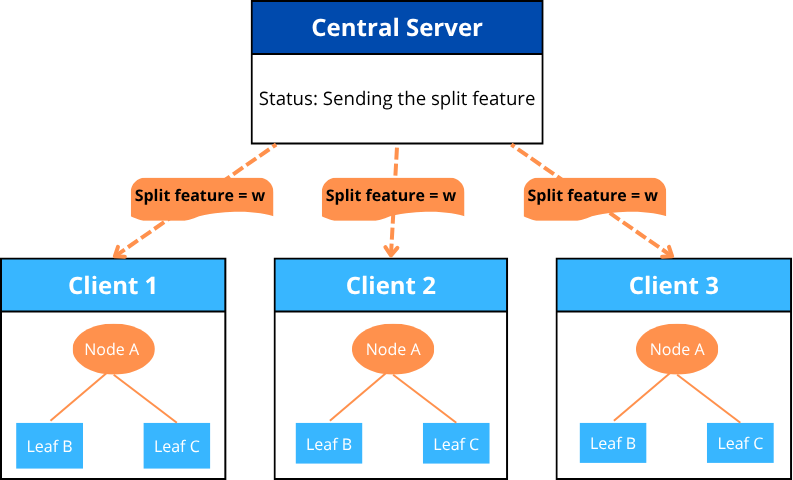 Central Server
Status: Sending the split feature
Split feature = w
Split feature = w
Split feature = w
Client 1
Client 2
Client 3
Node A
Node A
Node A
Leaf B
Leaf C
Leaf B
Leaf C
Leaf B
Leaf C